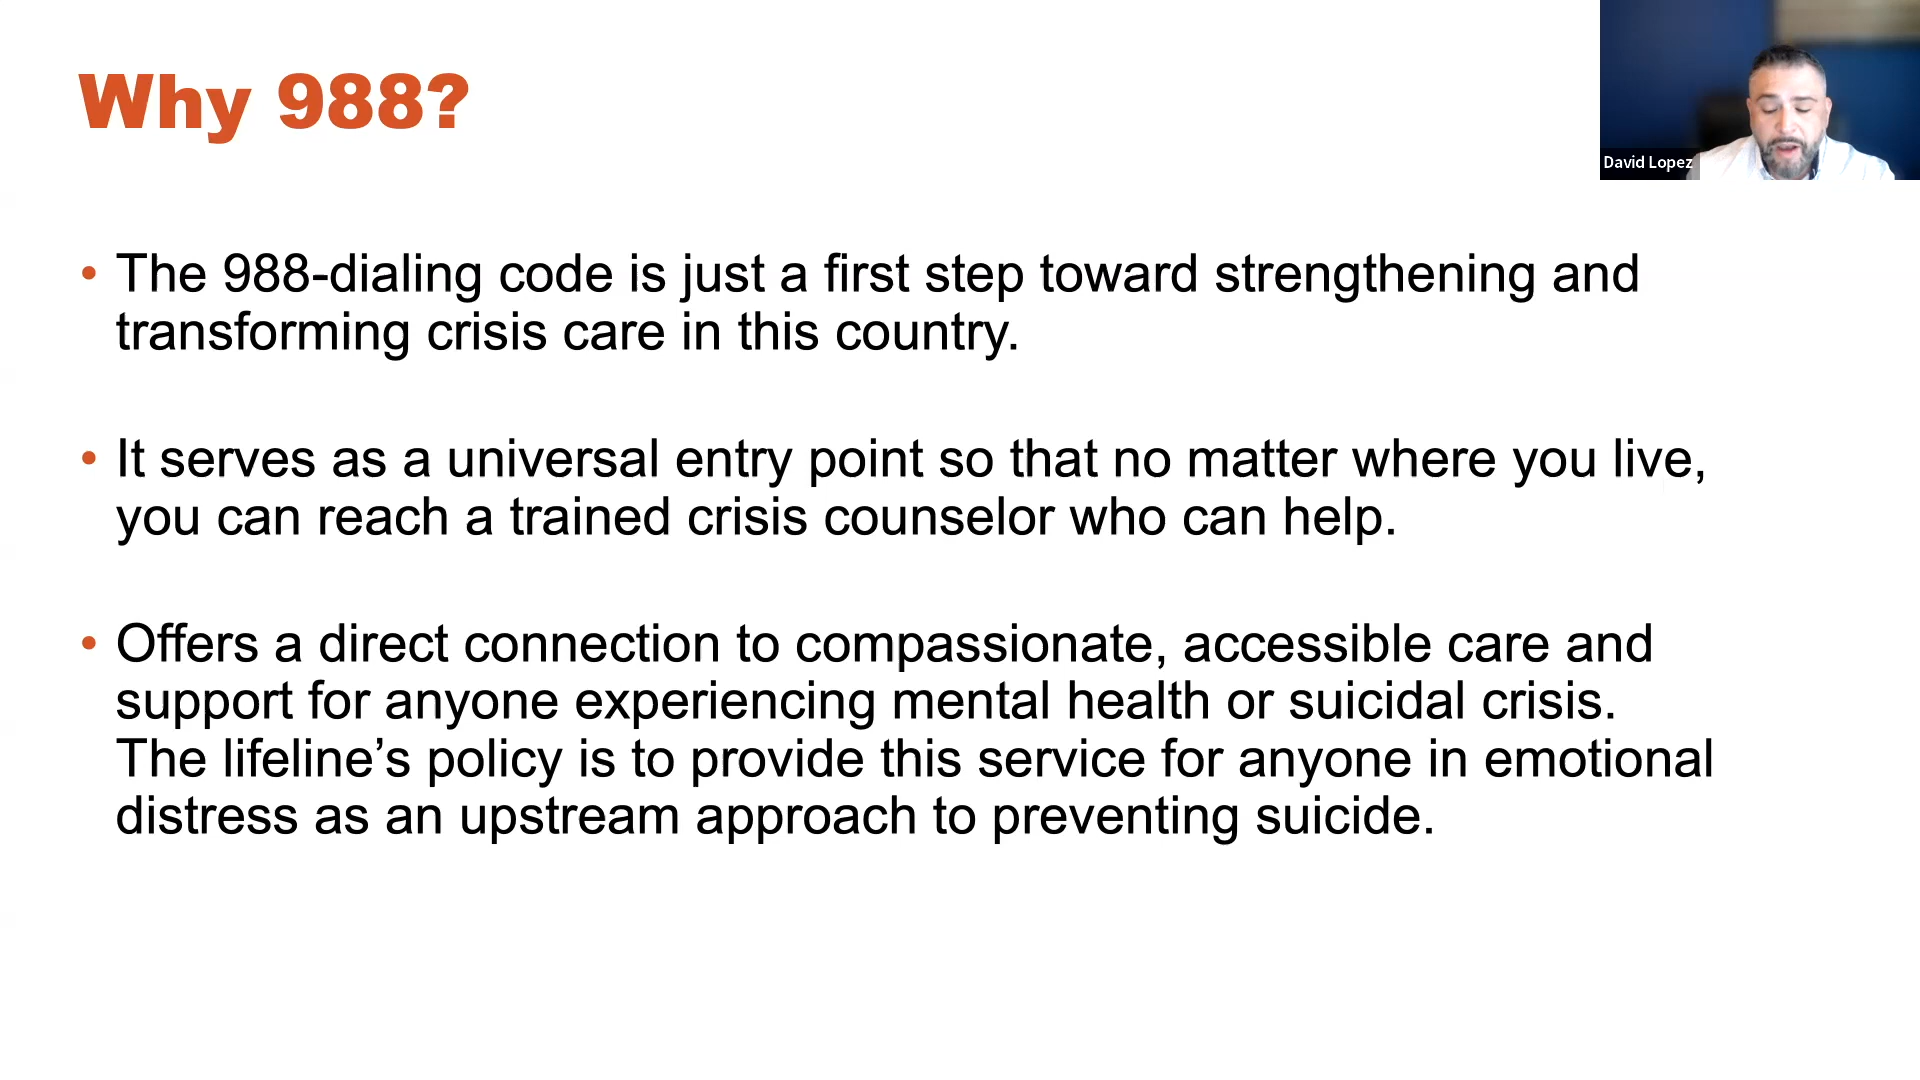 Why 988?
David Lopez
• The 988-dialing code is just a first step toward strengthening and
transforming crisis care in this country.
• It serves as a universal entry point so that no matter where you live,
you can reach a trained crisis counselor who can help.
• Offers a direct connection to compassionate, accessible care and
support for anyone experiencing mental health or suicidal crisis.
The lifeline’s policy is to provide this service for anyone in emotional
distress as an upstream approach to preventing suicide.